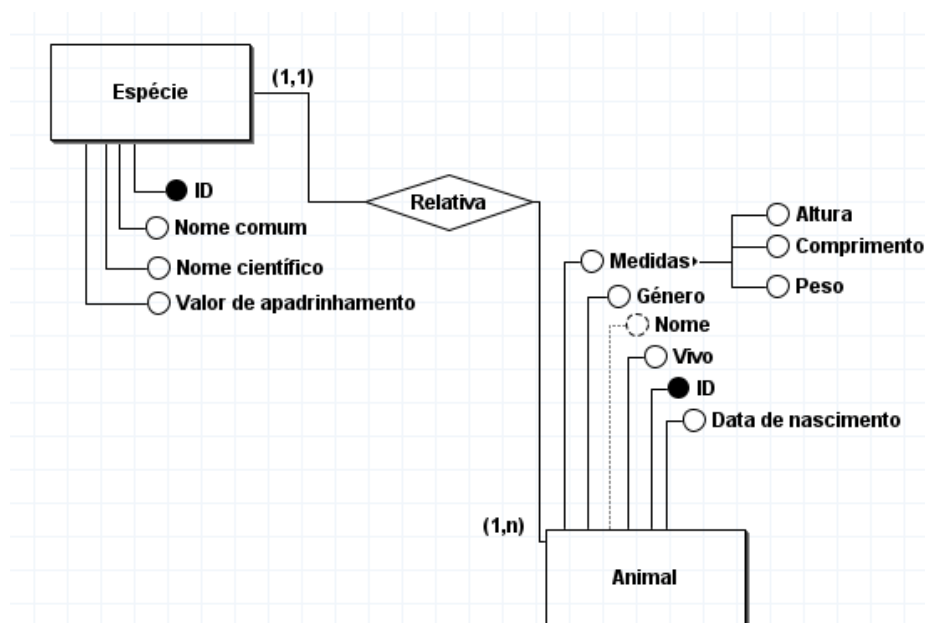 Espécie
(1,1)
ID
Nome comum
Nome científico
Valor de apadrinhamento
Relativa
Medidas
Altura
Comprimento
Peso
Género
Nome
Vivo
ID
Data de nascimento
(1,n)
Animal